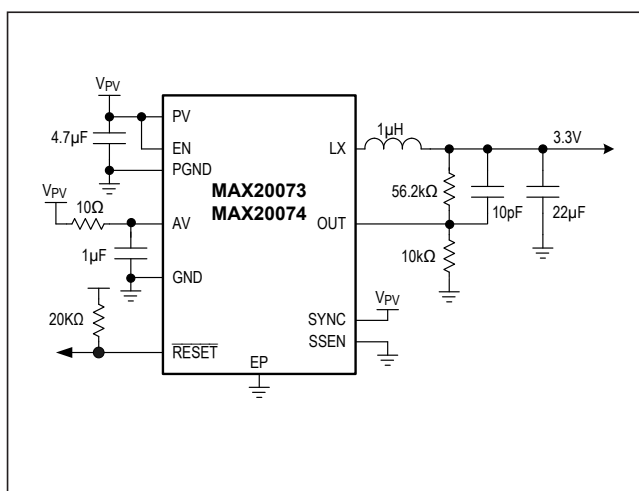 VPV
PV
4.7µF
EN
PGND
VPV
10Ω
AV
1µF
GND
20KΩ
RESET
MAX20073
MAX20074
EP
LX
1µH
3.3V
56.2kΩ
10pF
22µF
OUT
10kΩ
VPV
SYNC
SSEN